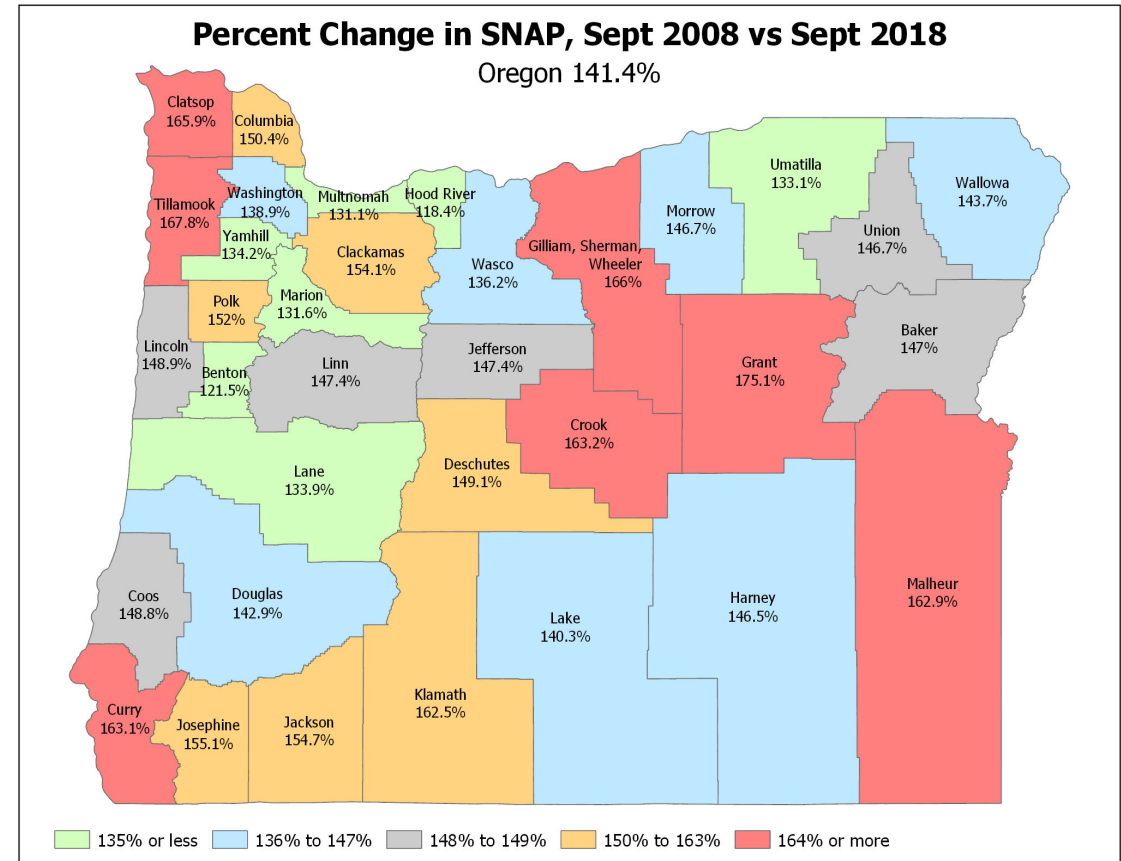 Percent Change in SNAP, Sept 2008 vs Sept 2018
Oregon 141.4%
Clatsop
165.9%
Columbia
150.4%
Tillamook
167.8%
Washington
138.9%
Multnomah
131.1%
Hood River
118.4%
Yamhill
134.2%
Clackamas
154.1%
Wasco
136.2%
Gilliam, Sherman,
Wheeler
166%
Morrow
146.7%
Umatilla
133.1%
Union
146.7%
Wallowa
143.7%
Polk
152%
Marion
131.6%
Lincoln
148.9%
Benton
121.5%
Linn
147.4%
Jefferson
147.4%
Grant
175.1%
Baker
147%
Crook
163.2%
Lane
133.9%
Deschutes
149.1%
Coos
148.8%
Douglas
142.9%
Lake
140.3%
Harney
146.5%
Malheur
162.9%
Curry
163.1%
Josephine
155.1%
Jackson
154.7%
Klamath
162.5%
135% or less
136% to 147%
148% to 149%
150% to 163%
164% or more